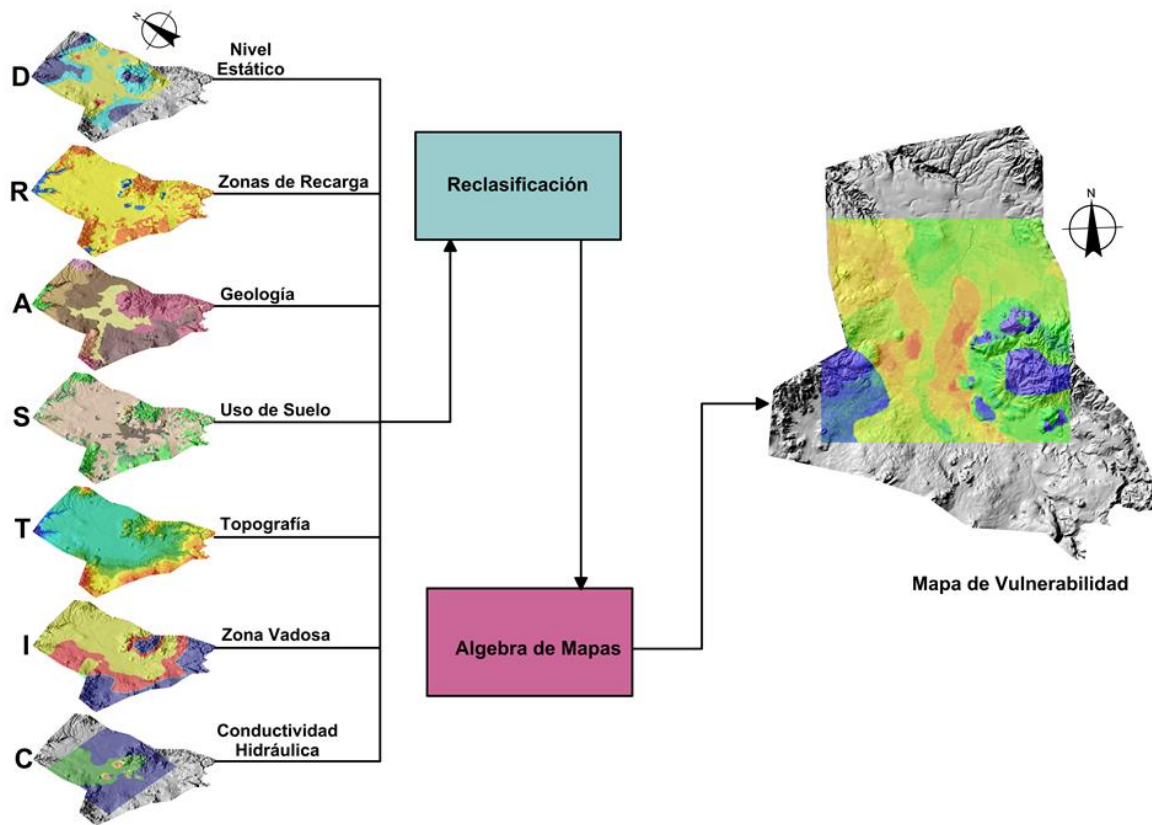 N
D
Nivel
Estático
R
Zonas de Recarga
A
Geología
S
Uso de Suelo
T
Topografía
I
Zona Vadosa
C
Conductividad
Hidráulica
Reclasificación
Algebra de Mapas
N
Mapa de Vulnerabilidad